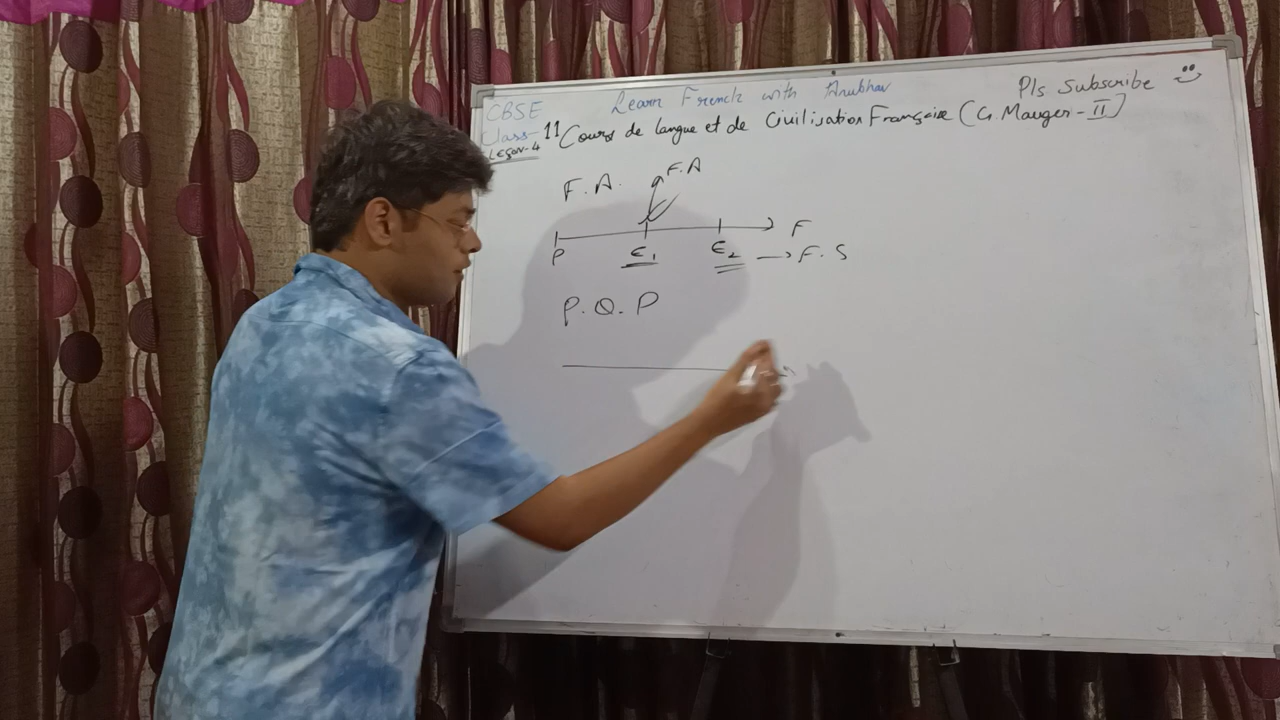 CBSE Learn French with Anubhav Pls Subscribe
Class-11 Cours de langue et de Civilisation Française (G. Mauger-II)
Leçon-4
F.A. F.A
P E1 E2 F
→ F.S
P.Q.P